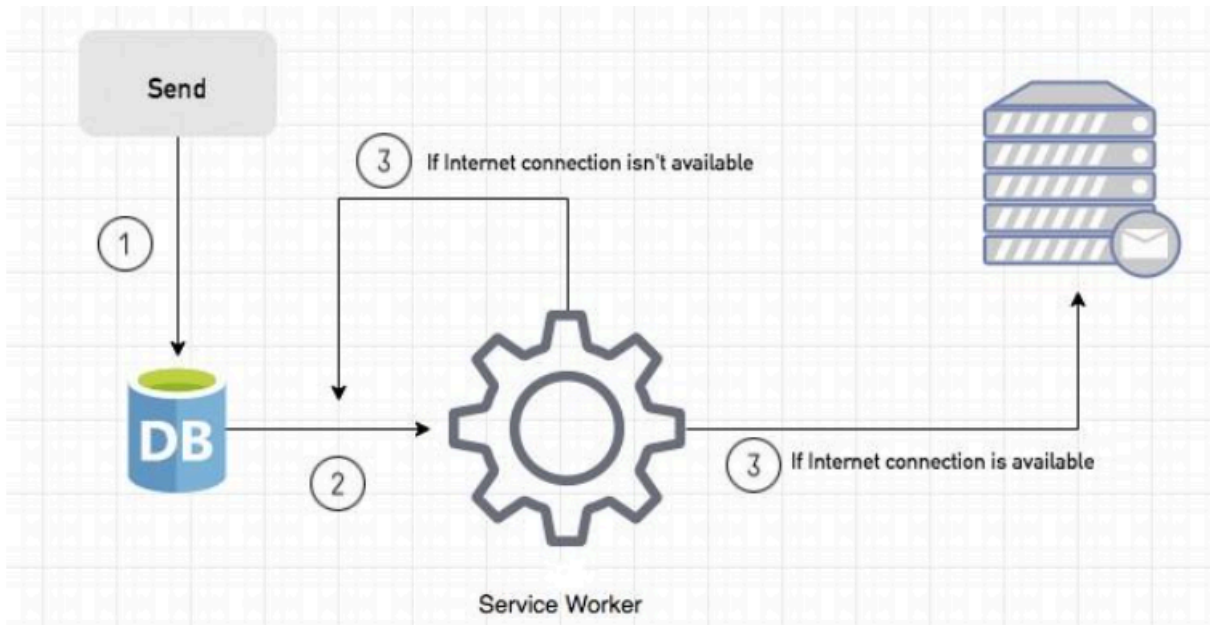 Send
3
If Internet connection isn't available
1
DB
2
3
If Internet connection is available
Service Worker